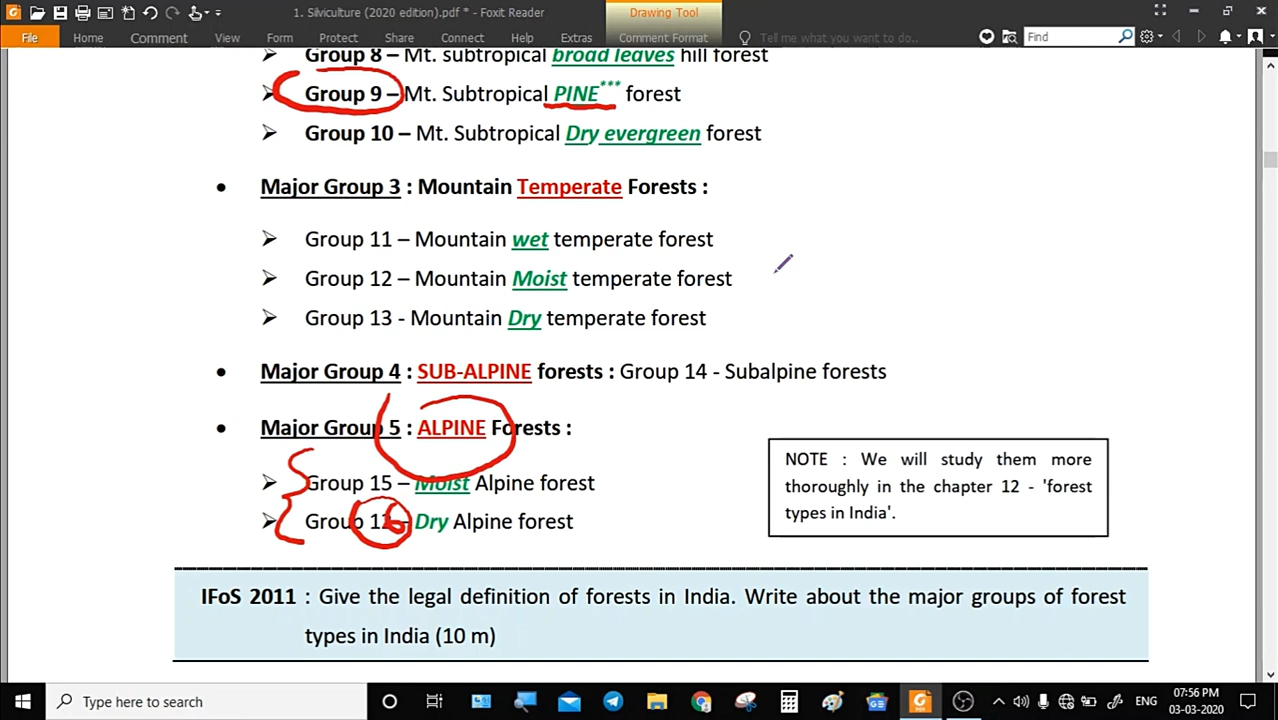 1. Silviculture (2020 edition).pdf * - Foxit Reader
Drawing Tool
File Home Comment View Form Protect Share Connect Help Extras Comment Format Tell me what you want to do.. Find
Group 8 – Mt. subtropical broad leaves hill forest
Group 9 – Mt. Subtropical PINE*** forest
Group 10 – Mt. Subtropical Dry evergreen forest
Major Group 3 : Mountain Temperate Forests :
Group 11 – Mountain wet temperate forest
Group 12 – Mountain Moist temperate forest
Group 13 - Mountain Dry temperate forest
Major Group 4 : SUB-ALPINE forests : Group 14 - Subalpine forests
Major Group 5 : ALPINE Forests :
Group 15 – Moist Alpine forest
Group 16 – Dry Alpine forest
NOTE : We will study them more
thoroughly in the chapter 12 - 'forest
types in India'.
IFoS 2011 : Give the legal definition of forests in India. Write about the major groups of forest
types in India (10 m)
Type here to search
ENG
07:56 PM
03-03-2020